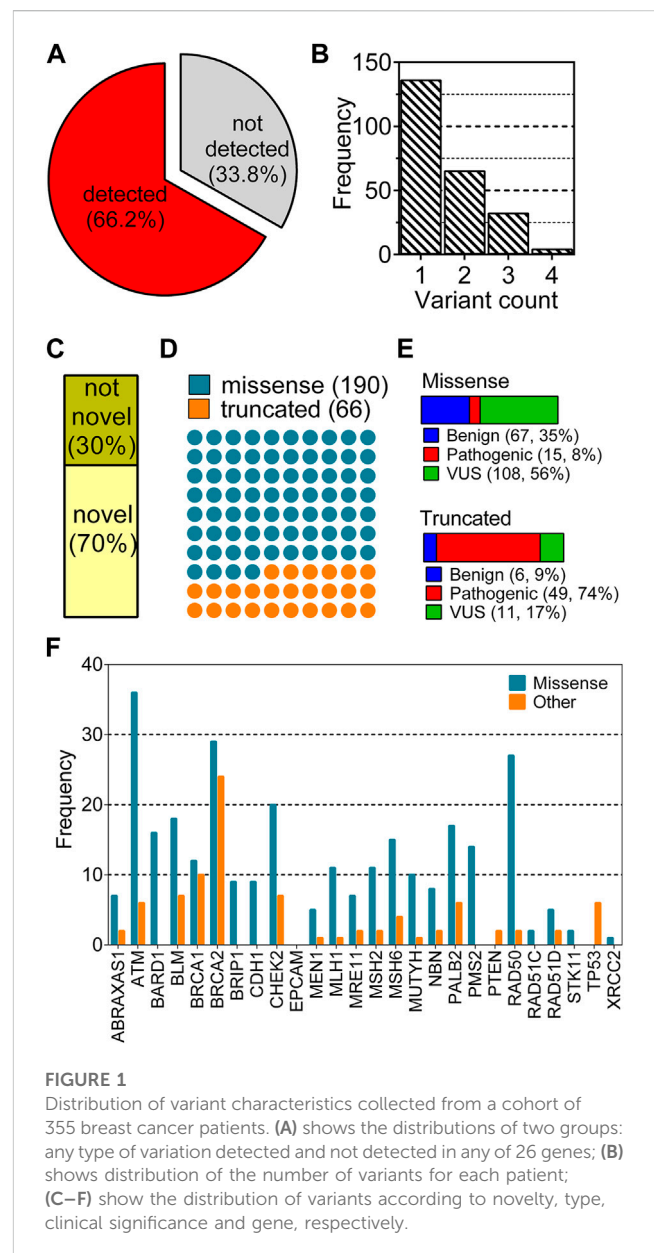 A
detected
(66.2%)
not
detected
(33.8%)
B
Frequency
150
100
50
0
1 2 3 4
Variant count
C
not
novel
(30%)
novel
(70%)
D
missense (190)
truncated (66)
E
Missense
Benign (67, 35%)
Pathogenic (15, 8%)
VUS (108, 56%)
Truncated
Benign (6, 9%)
Pathogenic (49, 74%)
VUS (11, 17%)
F
Frequency
40
30
20
10
0
Missense
Other
ABRAXAS1
ATM
BARD1
BLM
BRCA1
BRCA2
BRIP1
CDH1
CHEK2
EPCAM
MEN1
MLH1
MRE11
MSH2
MSH6
MUTYH
NBN
PALB2
PMS2
PTEN
RAD50
RAD51C
RAD51D
STK11
TP53
XRCC2
FIGURE 1
Distribution of variant characteristics collected from a cohort of
355 breast cancer patients. (A) shows the distributions of two groups:
any type of variation detected and not detected in any of 26 genes; (B)
shows distribution of the number of variants for each patient;
(C–F) show the distribution of variants according to novelty, type,
clinical significance and gene, respectively.